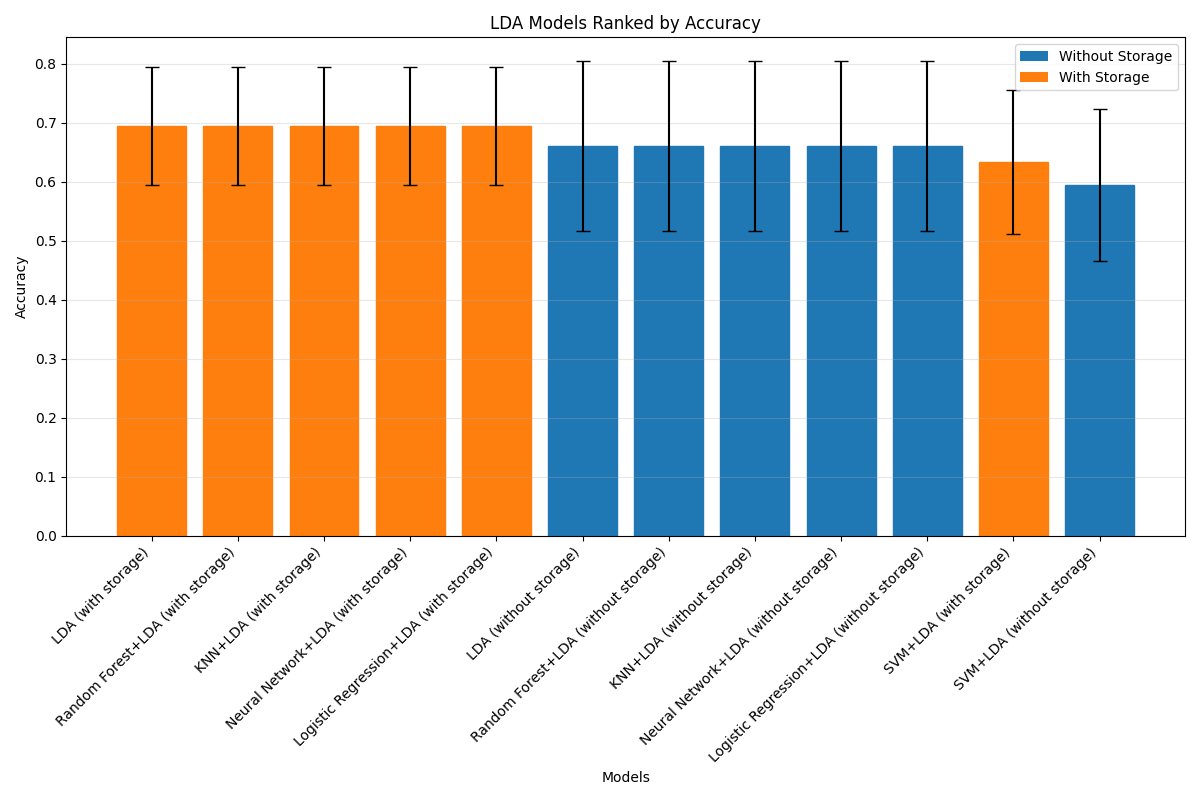 LDA Models Ranked by Accuracy
Without Storage
With Storage
Accuracy
0.8
0.7
0.6
0.5
0.4
0.3
0.2
0.1
0.0
LDA (with storage)
Random Forest+LDA (with storage)
KNN+LDA (with storage)
Neural Network+LDA (with storage)
Logistic Regression+LDA (with storage)
LDA (without storage)
Random Forest+LDA (without storage)
KNN+LDA (without storage)
Neural Network+LDA (without storage)
Logistic Regression+LDA (without storage)
SVM+LDA (with storage)
SVM+LDA (without storage)
Models